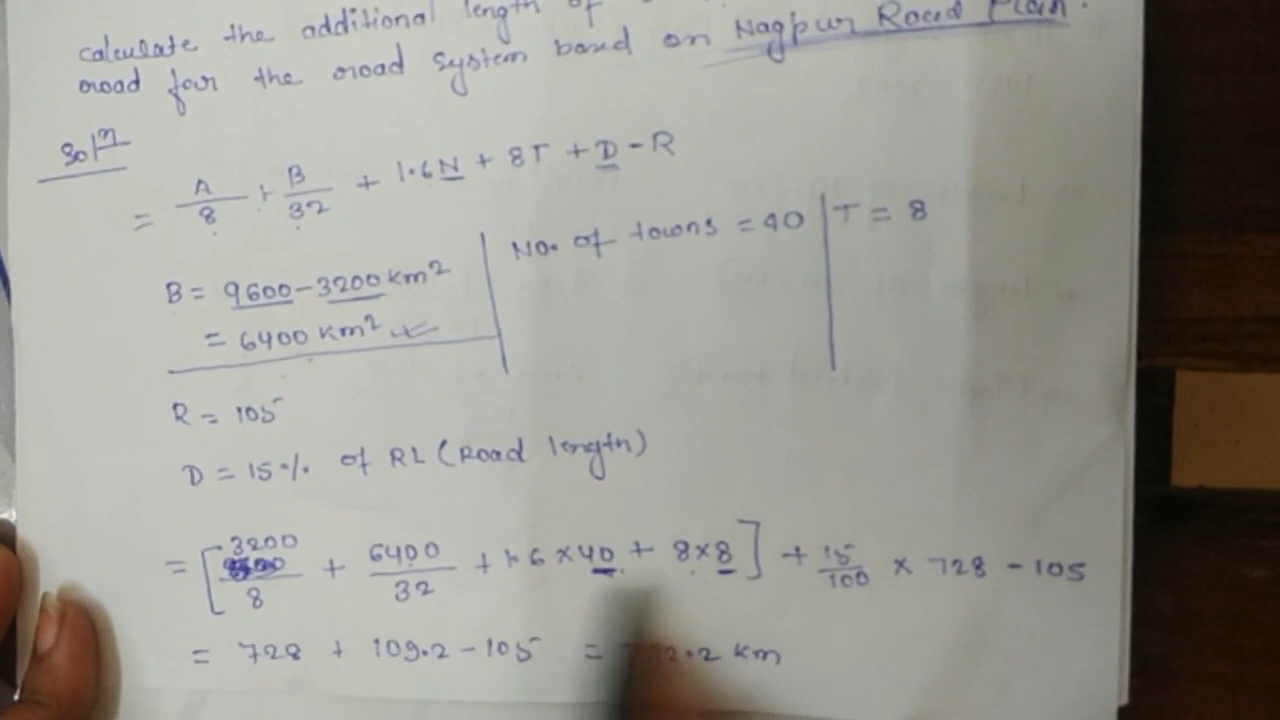 calculate the additional length of
road for the road system based on Nagpur Road Plan.
Solⁿ
= A/8 + B/32 + 1.6N + 8T + D - R
B = 9600-3200 km²
= 6400 km²
No. of towns = 40
T = 8
R = 105
D = 15% of RL (Road length)
= [3200/8 + 6400/32 + 1.6 × 40 + 8×8] + 15/100 × 728 - 105
= 728 + 109.2 - 105 = 2.2 km